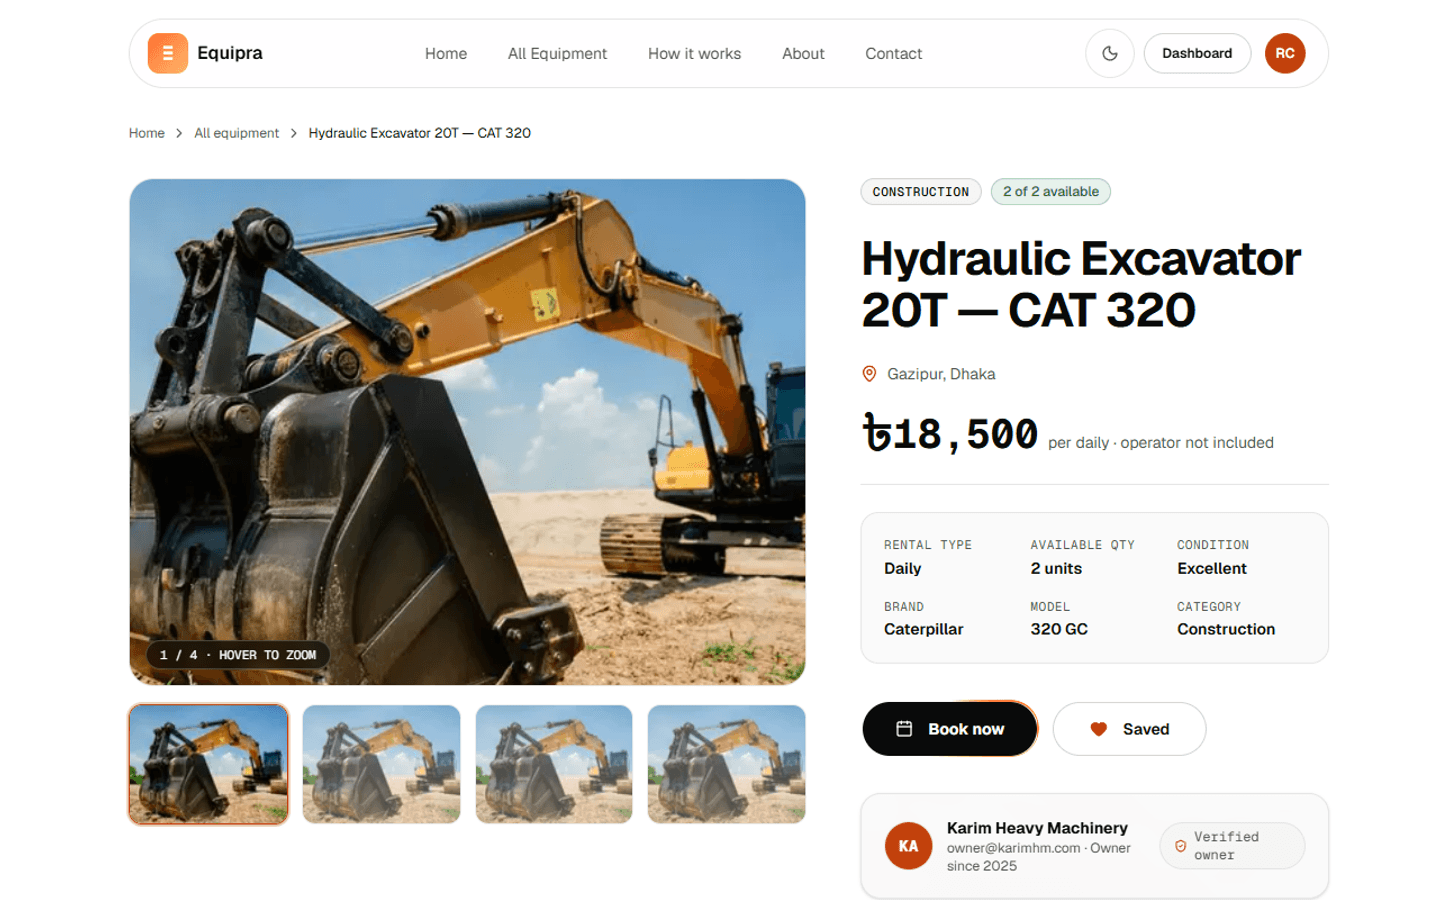 Equipra
Home
All Equipment
How it works
About
Contact
Dashboard
RC
Home > All equipment > Hydraulic Excavator 20T — CAT 320
CONSTRUCTION
2 of 2 available
Hydraulic Excavator
20T — CAT 320
Gazipur, Dhaka
৳18,500 per daily · operator not included
RENTAL TYPE
Daily
AVAILABLE QTY
2 units
CONDITION
Excellent
BRAND
Caterpillar
MODEL
320 GC
CATEGORY
Construction
1 / 4 · HOVER TO ZOOM
Book now
Saved
KA
Karim Heavy Machinery
owner@karimhm.com · Owner
since 2025
Verified
owner